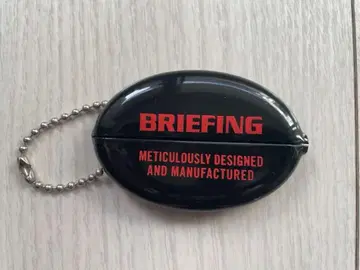 BRIEFING
METICULOUSLY DESIGNED
AND MANUFACTURED